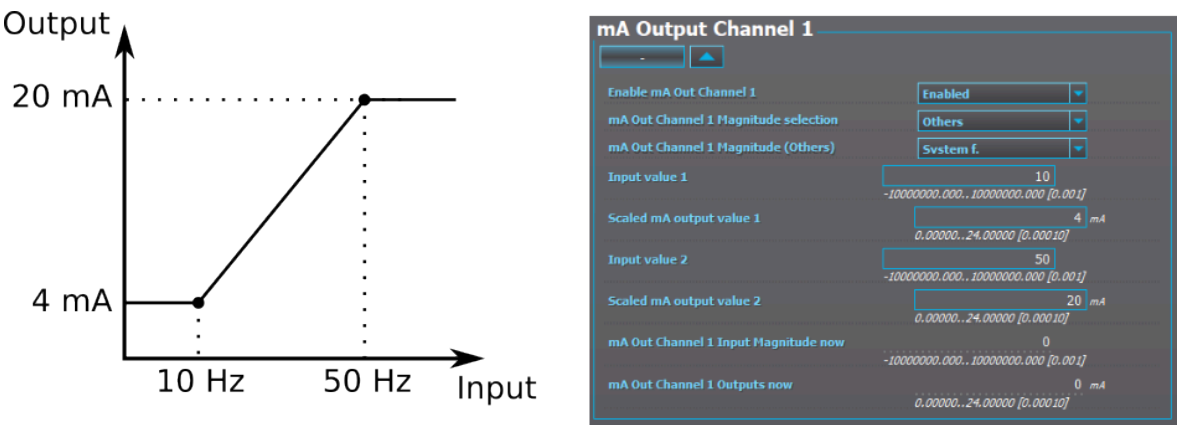 Output
20 mA
4 mA
10 Hz
50 Hz
Input
mA Output Channel 1
-
Enable mA Out Channel 1 Enabled
mA Out Channel 1 Magnitude selection Others
mA Out Channel 1 Magnitude (Others) System f.
Input value 1 10
-10000000.000..10000000.000 [0.001]
Scaled mA output value 1 4 mA
0.00000..24.00000 [0.00010]
Input value 2 50
-10000000.000..10000000.000 [0.001]
Scaled mA output value 2 20 mA
0.00000..24.00000 [0.00010]
mA Out Channel 1 Input Magnitude now 0
-10000000.000..10000000.000 [0.001]
mA Out Channel 1 Outputs now 0 mA
0.00000..24.00000 [0.00010]